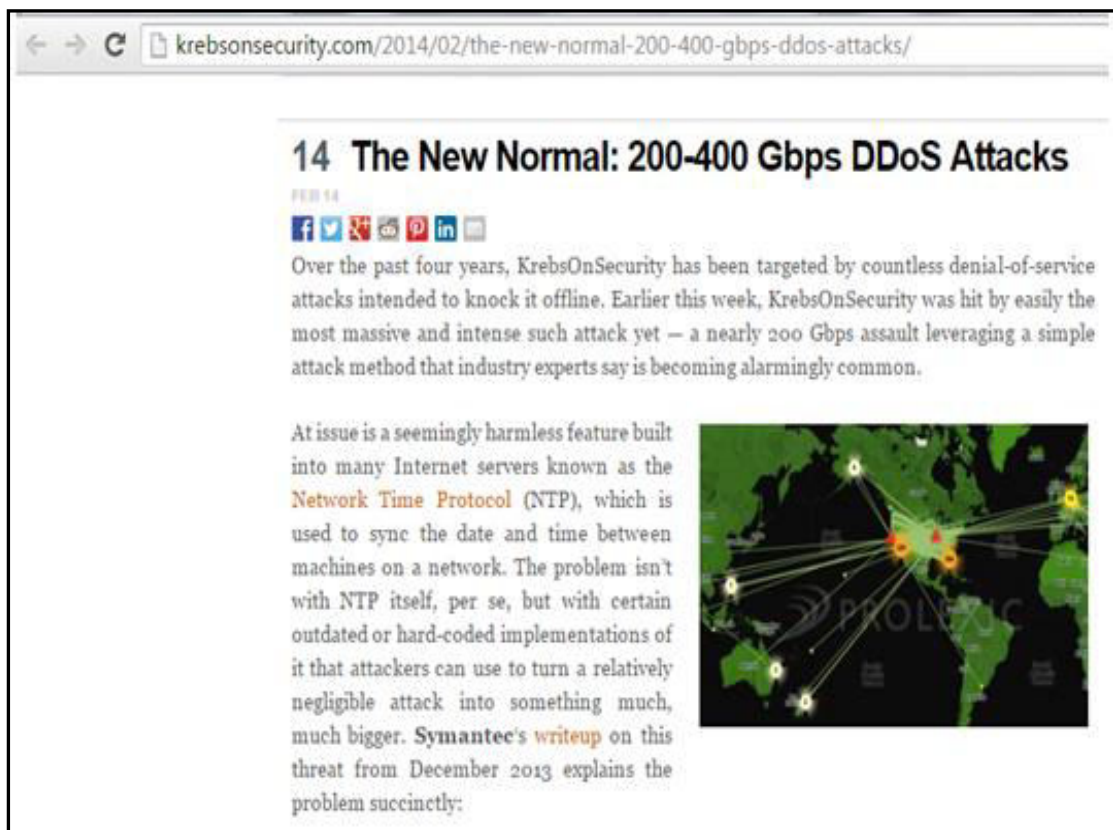 krebsonsecurity.com/2014/02/the-new-normal-200-400-gbps-ddos-attacks/
14 The New Normal: 200-400 Gbps DDoS Attacks
FEB 14
Over the past four years, KrebsOnSecurity has been targeted by countless denial-of-service
attacks intended to knock it offline. Earlier this week, KrebsOnSecurity was hit by easily the
most massive and intense such attack yet — a nearly 200 Gbps assault leveraging a simple
attack method that industry experts say is becoming alarmingly common.
At issue is a seemingly harmless feature built
into many Internet servers known as the
Network Time Protocol (NTP), which is
used to sync the date and time between
machines on a network. The problem isn't
with NTP itself, per se, but with certain
outdated or hard-coded implementations of
it that attackers can use to turn a relatively
negligible attack into something much,
much bigger. Symantec's writeup on this
threat from December 2013 explains the
problem succinctly:
PROLEXIC